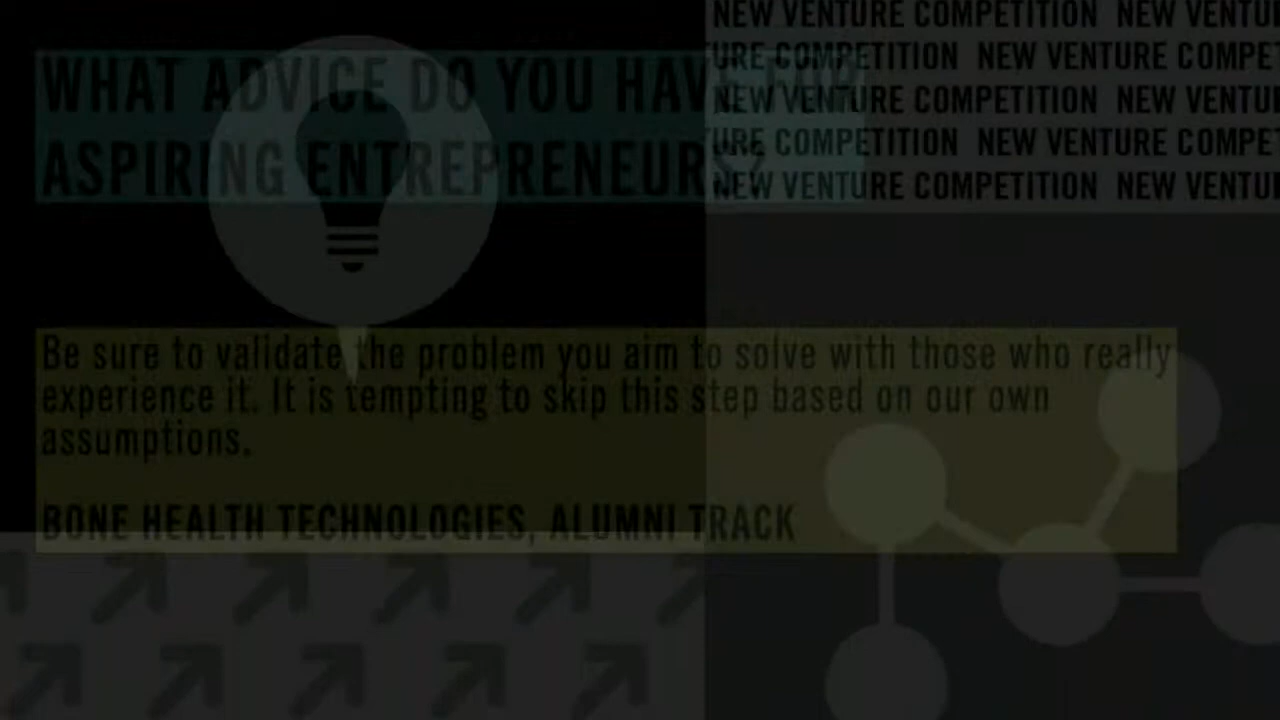 NEW VENTURE COMPETITION NEW VENTU
URE COMPETITION NEW VENTURE COMPE
NEW VENTURE COMPETITION NEW VENTU
URE COMPETITION NEW VENTURE COMPE
NEW VENTURE COMPETITION NEW VENTU
WHAT ADVICE DO YOU HAVE FOR
ASPIRING ENTREPRENEURS?
Be sure to validate the problem you aim to solve with those who really
experience it. It is tempting to skip this step based on our own
assumptions.
BONE HEALTH TECHNOLOGIES, ALUMNI TRACK